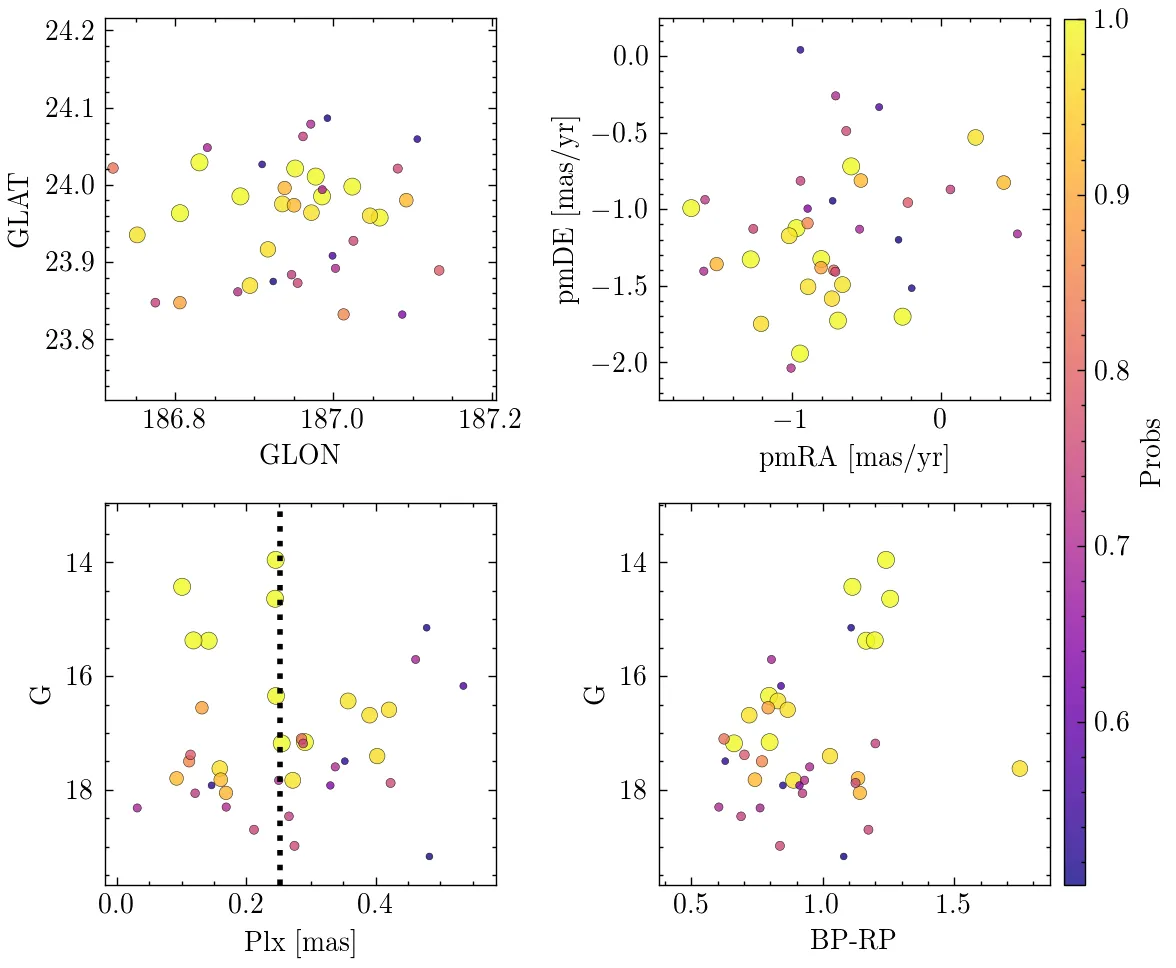 24.2
24.1
24.0
23.9
23.8
GLAT
186.8 187.0 187.2
GLON
0.0
−0.5
−1.0
−1.5
−2.0
pmDE [mas/yr]
−1 0
pmRA [mas/yr]
14
16
18
G
0.0 0.2 0.4
Plx [mas]
14
16
18
G
0.5 1.0 1.5
BP-RP
1.0
0.9
0.8
0.7
0.6
Probs